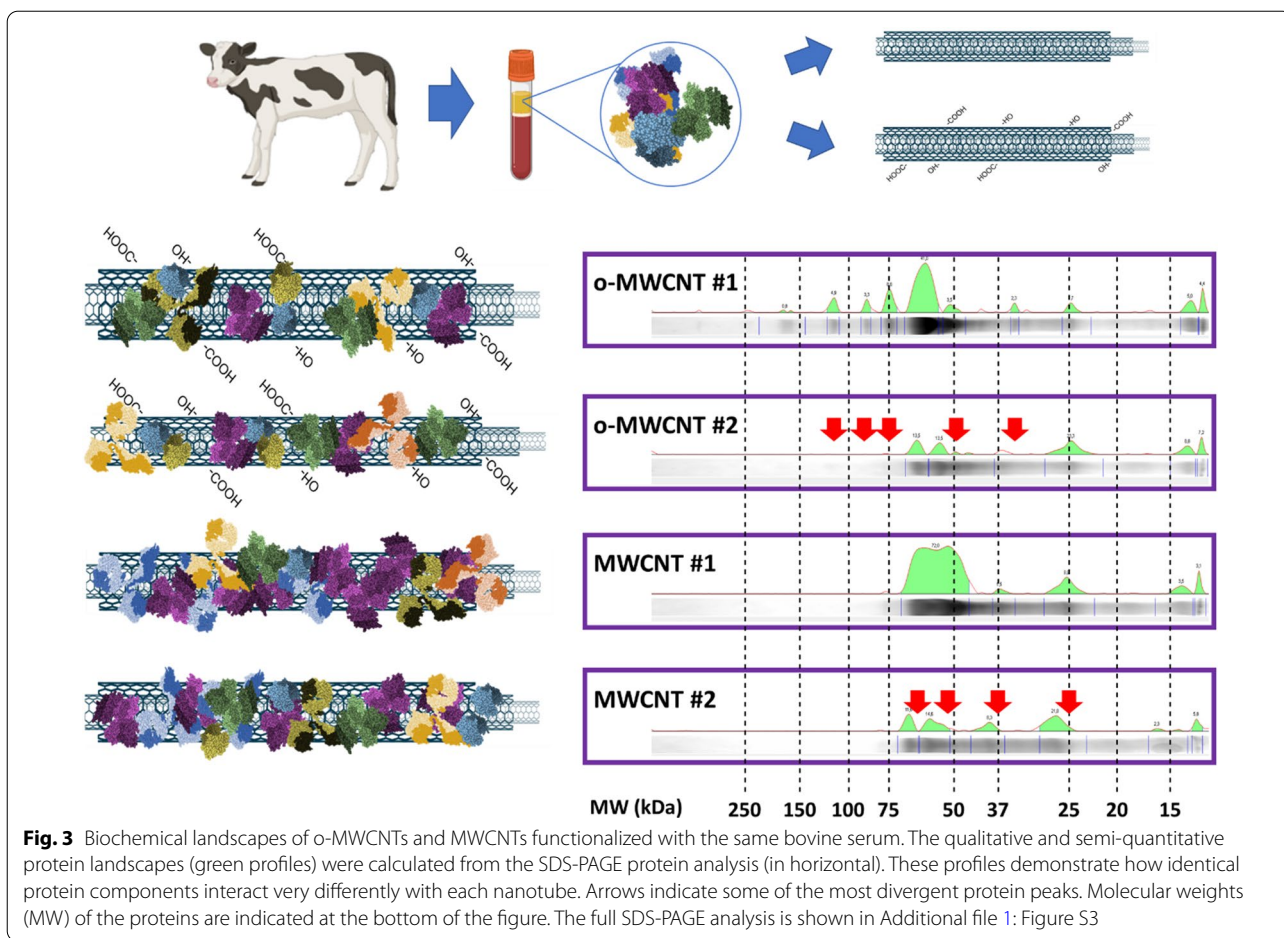 -COOH
-HO
-HO
-COOH
HOOC-
OH-
HOOC-
OH-
HOOC-
OH-
HOOC-
OH-
-COOH
-HO
-HO
-COOH
o-MWCNT #1
HOOC-
OH-
HOOC-
OH-
-COOH
-HO
-HO
-COOH
o-MWCNT #2
MWCNT #1
MWCNT #2
MW (kDa) 250 150 100 75 50 37 25 20 15
Fig. 3 Biochemical landscapes of o-MWCNTs and MWCNTs functionalized with the same bovine serum. The qualitative and semi-quantitative
protein landscapes (green profiles) were calculated from the SDS-PAGE protein analysis (in horizontal). These profiles demonstrate how identical
protein components interact very differently with each nanotube. Arrows indicate some of the most divergent protein peaks. Molecular weights
(MW) of the proteins are indicated at the bottom of the figure. The full SDS-PAGE analysis is shown in Additional file 1: Figure S3